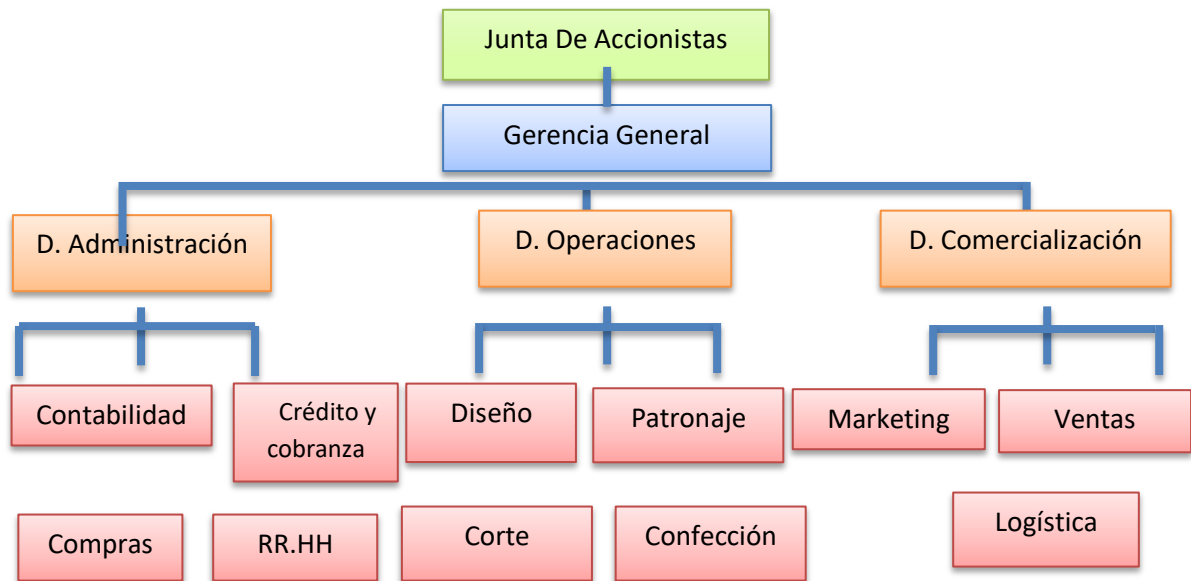 Junta De Accionistas
Gerencia General
D. Administración
D. Operaciones
D. Comercialización
Contabilidad
Crédito y
cobranza
Diseño
Patronaje
Marketing
Ventas
Compras
RR.HH
Corte
Confección
Logística